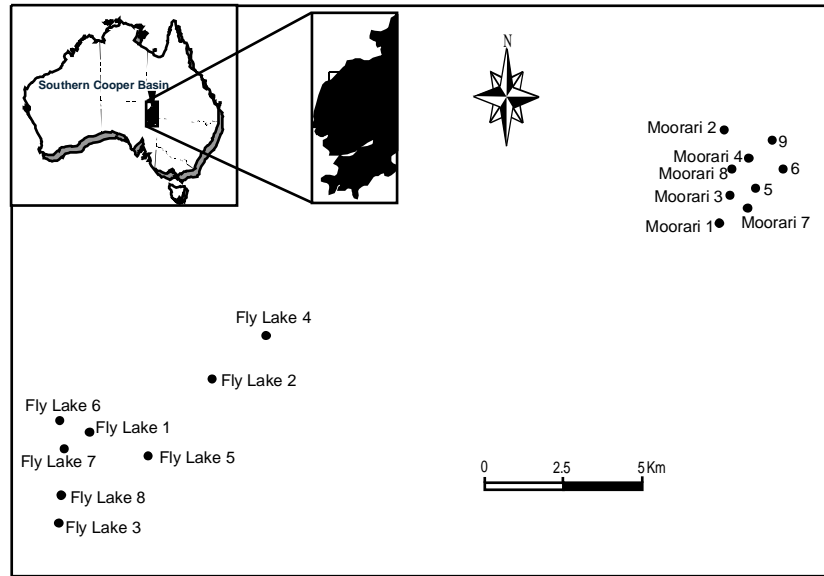 Southern Cooper Basin
N
Moorari 2
9
Moorari 4
6
Moorari 8
5
Moorari 3
Moorari 1
Moorari 7
Fly Lake 4
Fly Lake 2
Fly Lake 6
Fly Lake 1
Fly Lake 7
Fly Lake 5
Fly Lake 8
Fly Lake 3
0 2.5 5 Km